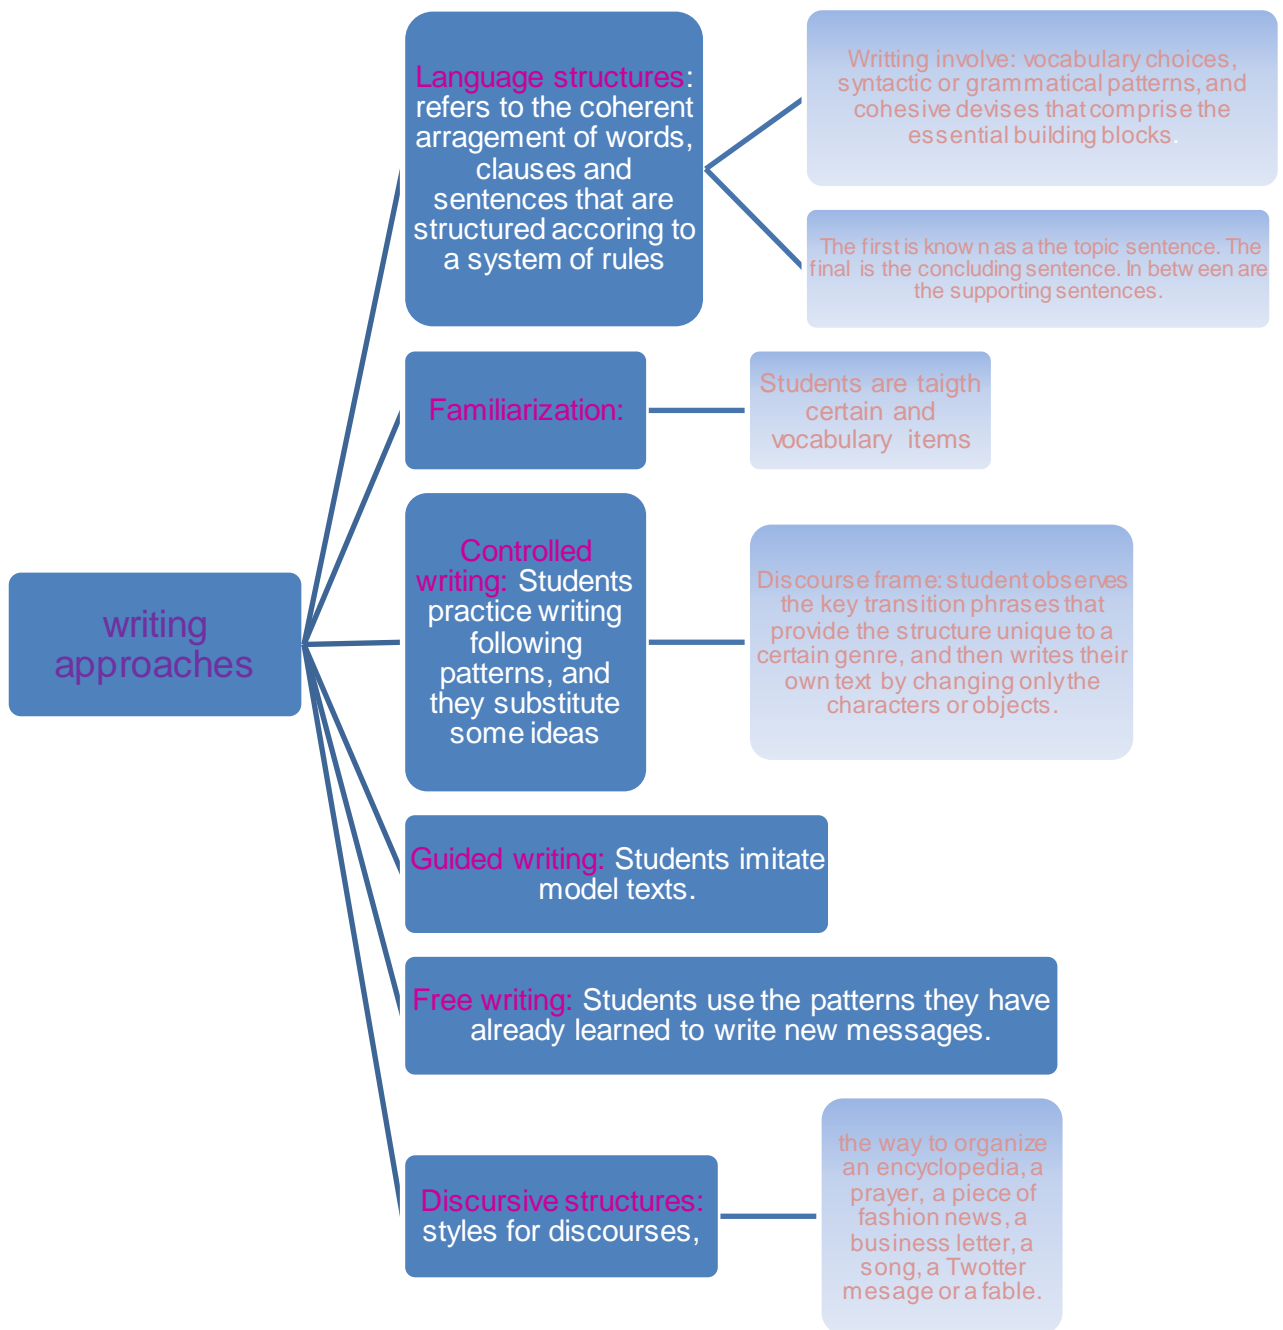 writing
approaches
Language structures:
refers to the coherent
arragement of words,
clauses and
sentences that are
structured accoring to
a system of rules
Writting involve: vocabulary choices,
syntactic or grammatical patterns, and
cohesive devises that comprise the
essential building blocks.
The first is known as a the topic sentence. The
final is the concluding sentence. In between are
the supporting sentences.
Familiarization:
Students are taigth
certain and
vocabulary items
Controlled
writing: Students
practice writing
following
patterns, and
they substitute
some ideas
Discourse frame: student observes
the key transition phrases that
provide the structure unique to a
certain genre, and then writes their
own text by changing only the
characters or objects.
Guided writing: Students imitate
model texts.
Free writing: Students use the patterns they have
already learned to write new messages.
Discursive structures:
styles for discourses,
the way to organize
an encyclopedia, a
prayer, a piece of
fashion news, a
business letter, a
song, a Twotter
mesage or a fable.